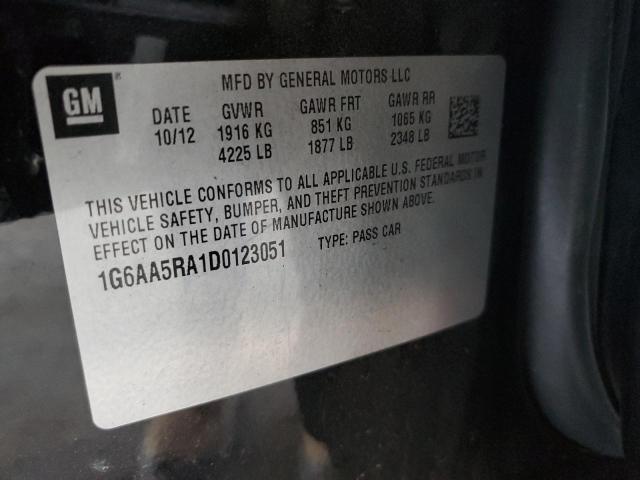 GM
MFD BY GENERAL MOTORS LLC
DATE GVWR GAWR FRT GAWR RR
10/12 1916 KG 851 KG 1065 KG
4225 LB 1877 LB 2348 LB
THIS VEHICLE CONFORMS TO ALL APPLICABLE U.S. FEDERAL MOTOR
VEHICLE SAFETY, BUMPER, AND THEFT PREVENTION STANDARDS IN
EFFECT ON THE DATE OF MANUFACTURE SHOWN ABOVE.
1G6AA5RA1D0123051 TYPE: PASS CAR